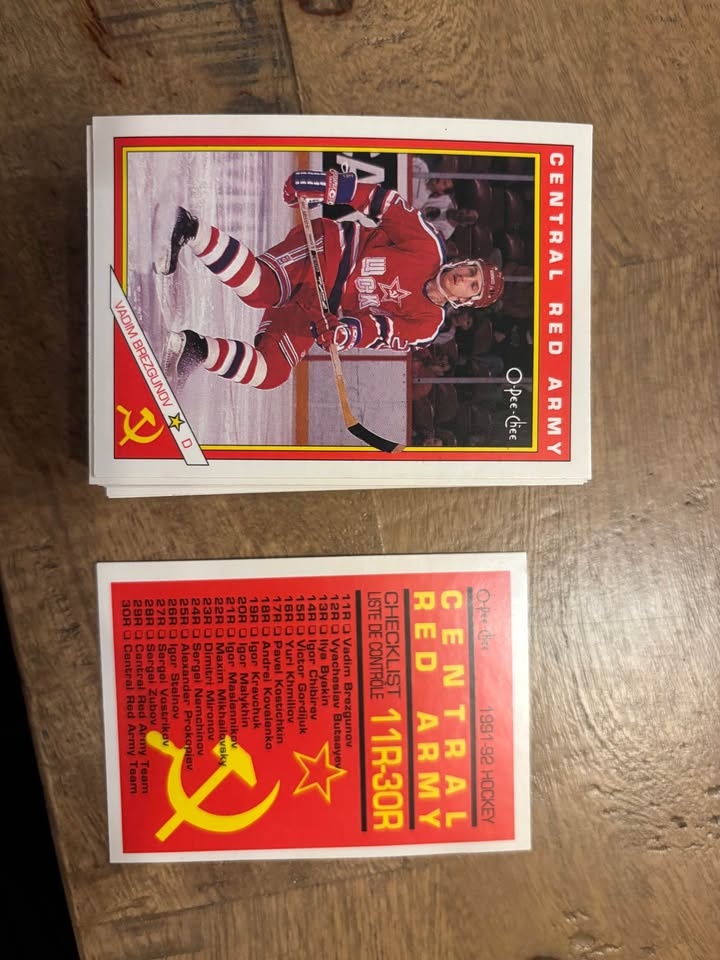 CENTRAL RED ARMY
O-Pee-Chee
ЦСК
VADIM BREZGUNOV D
O-Pee-Chee 1991-92 HOCKEY
CENTRAL
RED ARMY
CHECKLIST
LISTE DE CONTRÔLE
11R-30R
11R Vadim Brezgunov
12R Vyacheslav Butsayev
13R Ilya Byakin
14R Igor Chibirev
15R Victor Gordijuk
16R Yuri Khmilov
17R Pavel Kostichkin
18R Andrei Kovalenko
19R Igor Kravchuk
20R Igor Malykhin
21R Igor Maslennikov
22R Maxim Mikhailovsky
23R Dimitri Mironov
24R Sergei Nemchinov
25R Alexander Prokopiev
26R Igor Stelnov
27R Sergei Vostrikov
28R Sergei Zubov
29R Central Red Army Team
30R Central Red Army Team